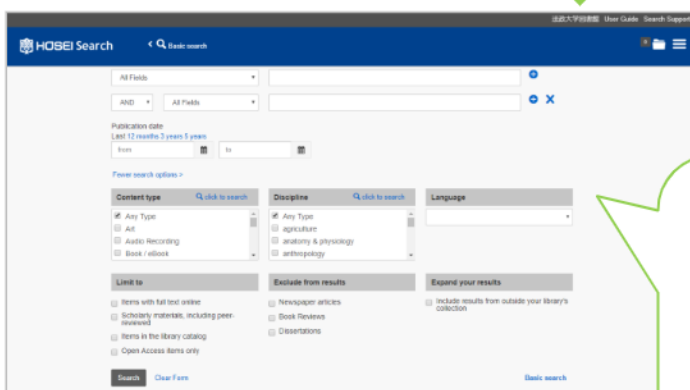 法政大学図書館 User Guide Search Support
HOSEI Search
Basic search
All Fields
AND All Fields
Publication date
Last 12 months 3 years 5 years
from to
Fewer search options >
Content type click to search
Any Type
Art
Audio Recording
Book / eBook
Discipline click to search
Any Type
agriculture
anatomy & physiology
anthropology
Language
Limit to
Items with full text online
Scholarly materials, including peer-
reviewed
Items in the library catalog
Open Access items only
Exclude from results
Newspaper articles
Book Reviews
Dissertations
Expand your results
Include results from outside your library's
collection
Search Clear Form
Basic search